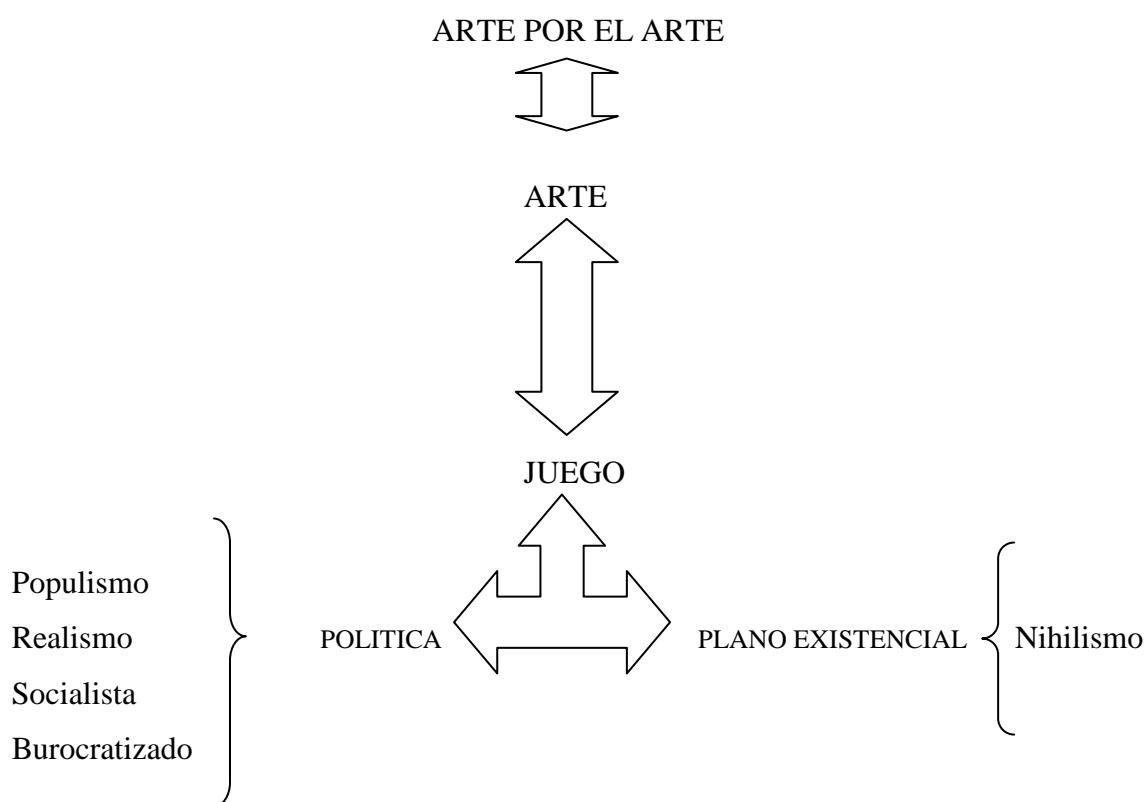 ARTE POR EL ARTE
ARTE
JUEGO
Populismo
Realismo
Socialista
Burocratizado
POLITICA
PLANO EXISTENCIAL
Nihilismo